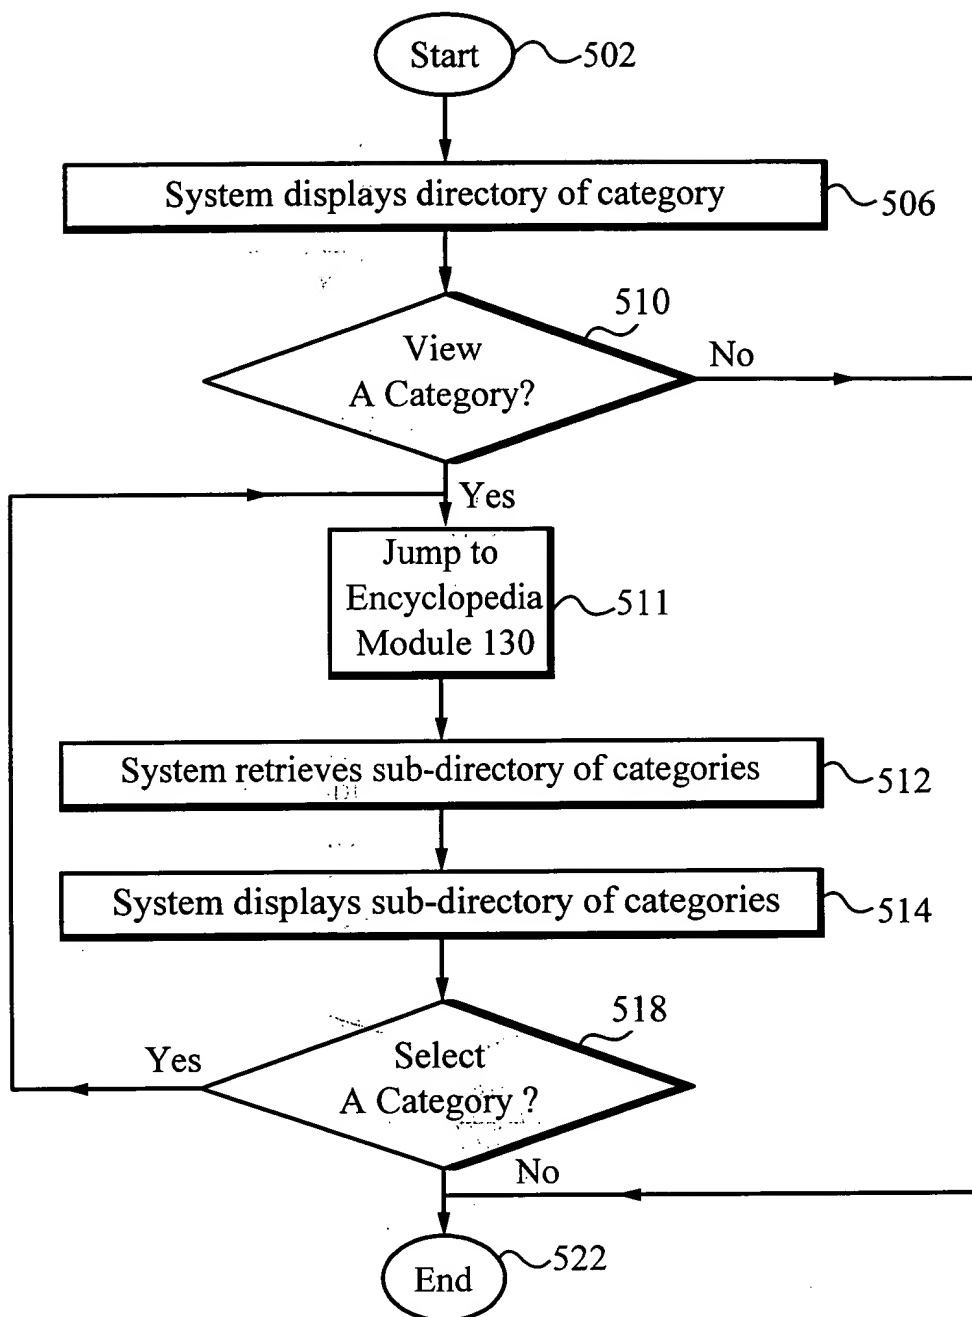 Start
502
System displays directory of category
506
510
View
A Category?
No
Yes
Jump to
Encyclopedia
Module 130
511
System retrieves sub-directory of categories
512
System displays sub-directory of categories
514
518
Select
A Category ?
Yes
No
End
522